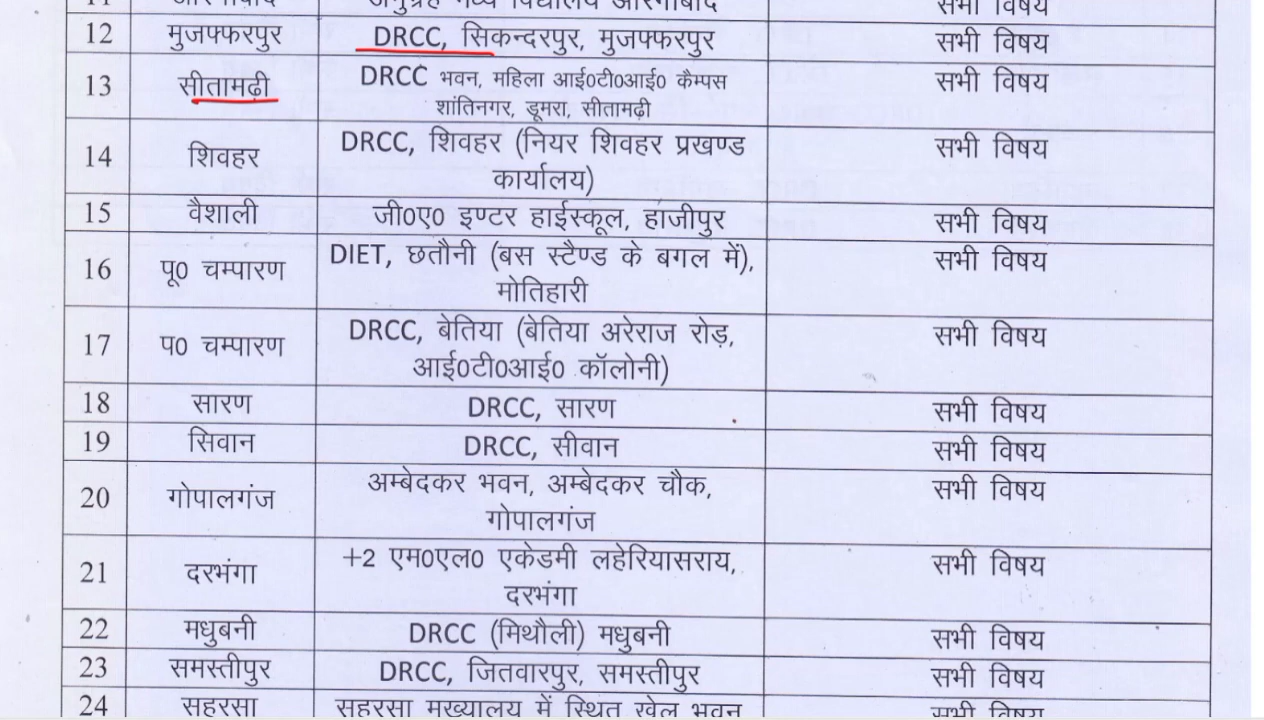 12 मुजफ्फरपुर DRCC, सिकन्दरपुर, मुजफ्फरपुर सभी विषय
13 सीतामढी DRCC भवन, महिला आई0टी0आई0 कैम्पस सभी विषय
शांतिनगर, डूमरा, सीतामढ़ी
14 शिवहर DRCC, शिवहर (नियर शिवहर प्रखण्ड सभी विषय
कार्यालय)
15 वैशाली जी0ए0 इण्टर हाईस्कूल, हाजीपुर सभी विषय
16 पू0 चम्पारण DIET, छतौनी (बस स्टैण्ड के बगल में), सभी विषय
मोतिहारी
17 प0 चम्पारण DRCC, बेतिया (बेतिया अरेराज रोड़, सभी विषय
आई0टी0आई0 कॉलोनी)
18 सारण DRCC, सारण सभी विषय
19 सिवान DRCC, सीवान सभी विषय
20 गोपालगंज अम्बेदकर भवन, अम्बेदकर चौक, सभी विषय
गोपालगंज
21 दरभंगा +2 एम0एल0 एकेडमी लहेरियासराय, सभी विषय
दरभंगा
22 मधुबनी DRCC (मिथौली) मधुबनी सभी विषय
23 समस्तीपुर DRCC, जितवारपुर, समस्तीपुर सभी विषय
24 सहरसा सहरसा मुख्यालय में स्थित खेल भवन सभी विषय